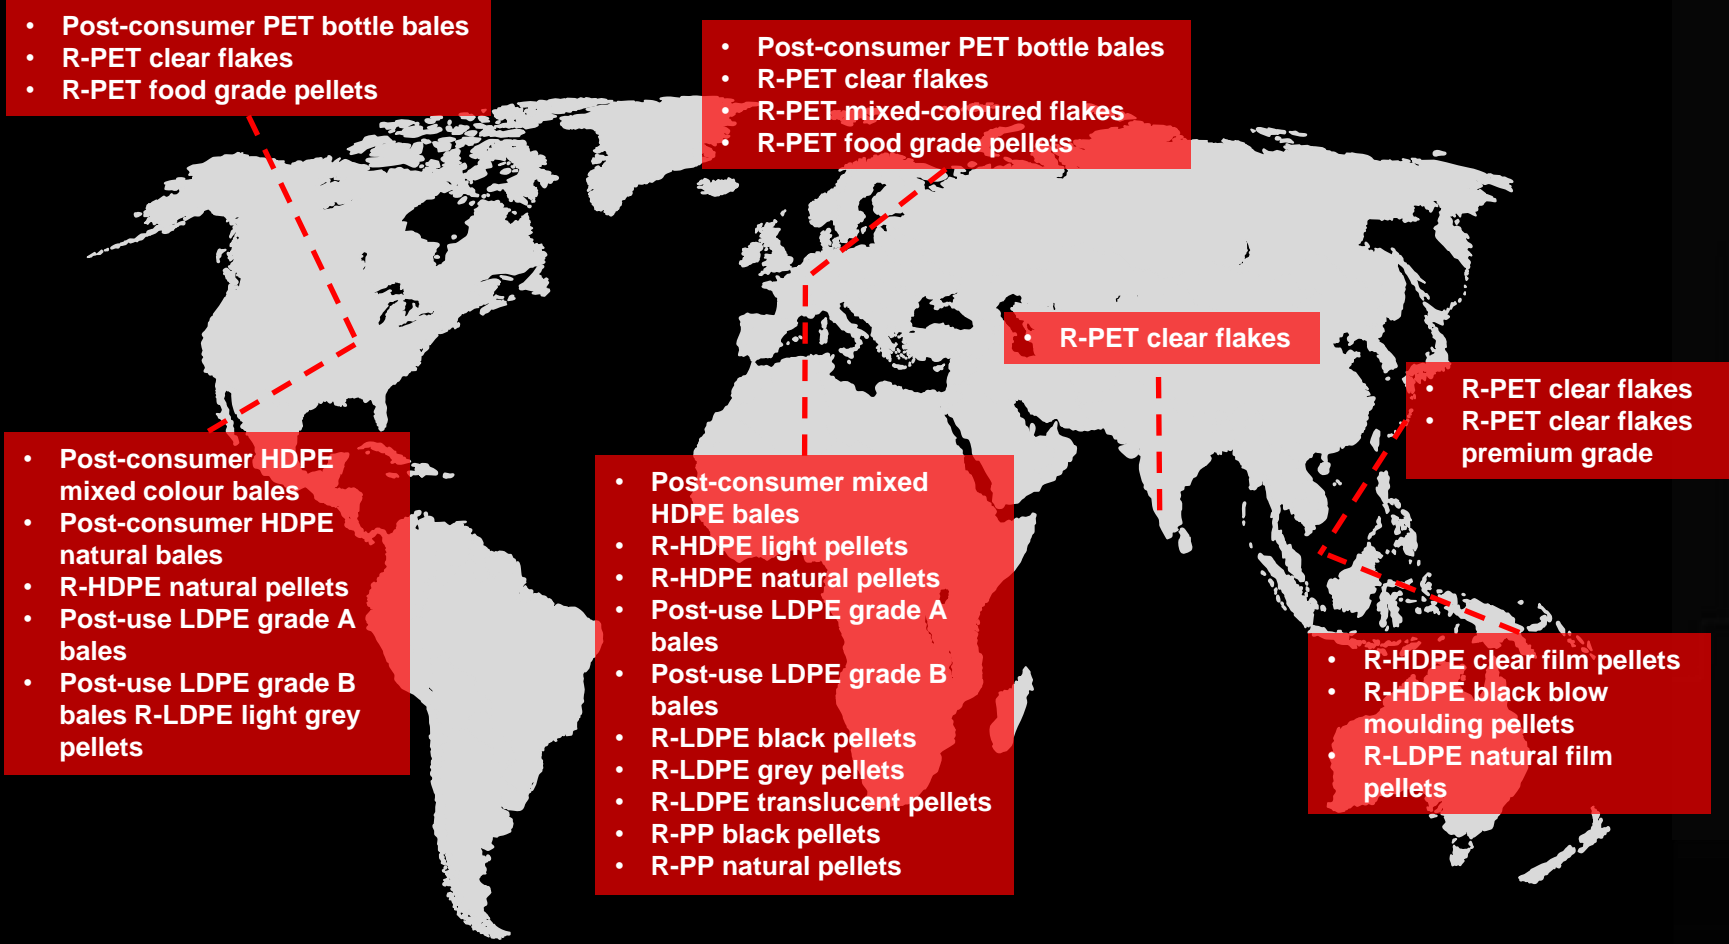 • Post-consumer PET bottle bales
• R-PET clear flakes
• R-PET food grade pellets
• Post-consumer PET bottle bales
• R-PET clear flakes
• R-PET mixed-coloured flakes
• R-PET food grade pellets
• R-PET clear flakes
• R-PET clear flakes
• R-PET clear flakes
premium grade
• Post-consumer HDPE
mixed colour bales
• Post-consumer HDPE
natural bales
• R-HDPE natural pellets
• Post-use LDPE grade A
bales
• Post-use LDPE grade B
bales R-LDPE light grey
pellets
• Post-consumer mixed
HDPE bales
• R-HDPE light pellets
• R-HDPE natural pellets
• Post-use LDPE grade A
bales
• Post-use LDPE grade B
bales
• R-LDPE black pellets
• R-LDPE grey pellets
• R-LDPE translucent pellets
• R-PP black pellets
• R-PP natural pellets
• R-HDPE clear film pellets
• R-HDPE black blow
moulding pellets
• R-LDPE natural film
pellets